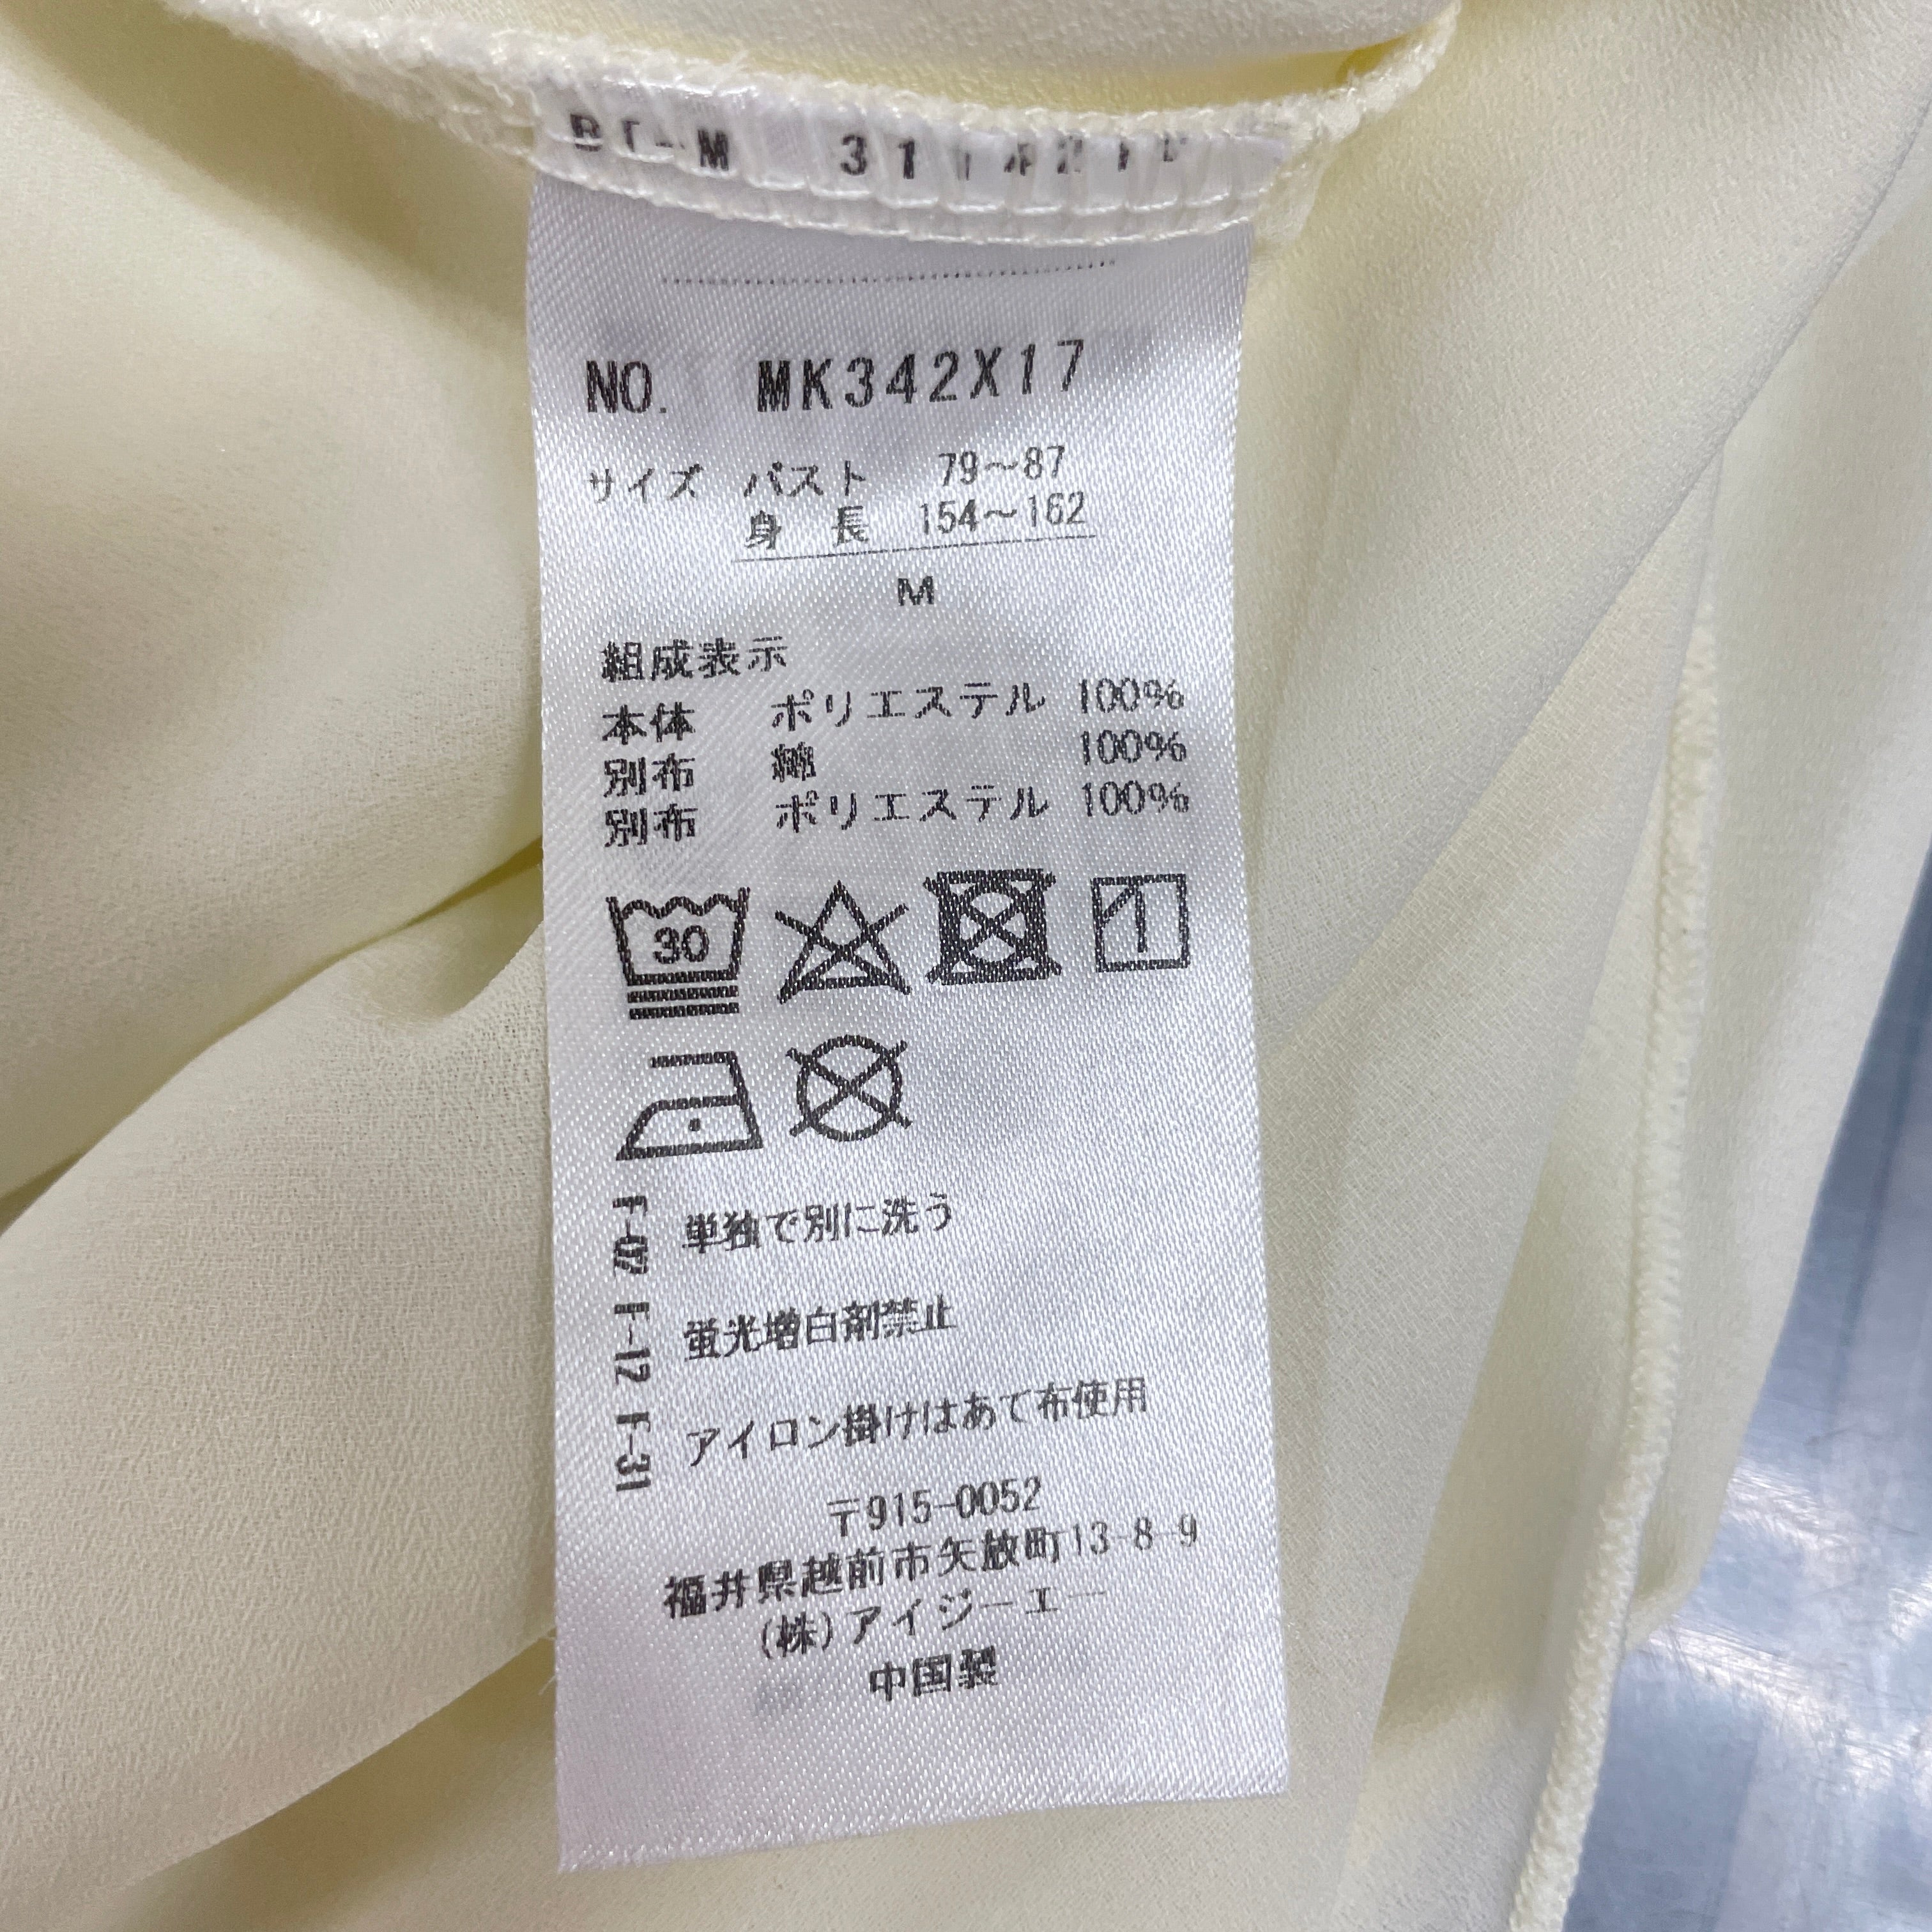 NO. MK342X17
サイズ バスト 79～87
身 長 154～162
M
組成表示
本体 ポリエステル 100%
別布 綿 100%
別布 ポリエステル 100%
30
F-07 単独で別に洗う
F-12 蛍光増白剤禁止
F-31 アイロン掛けはあて布使用
〒915-0052
福井県越前市矢放町13-8-9
(株)アイジーエー
中国製